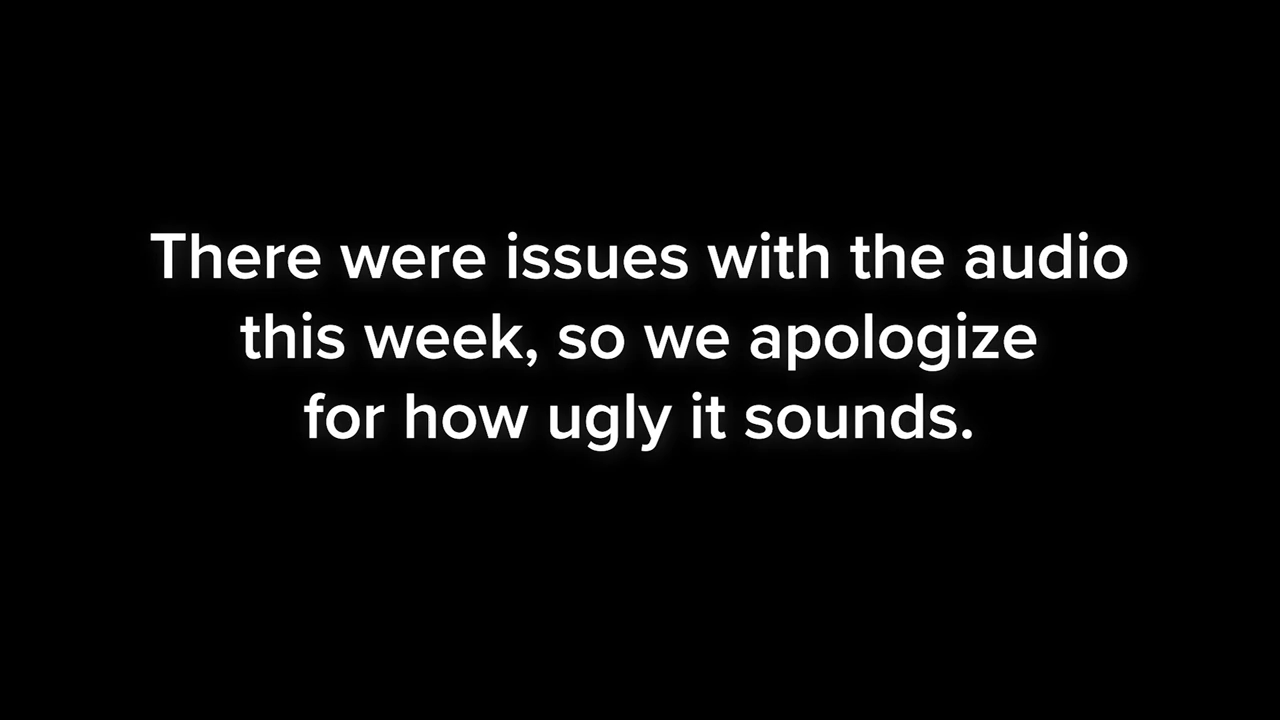 There were issues with the audio
this week, so we apologize
for how ugly it sounds.